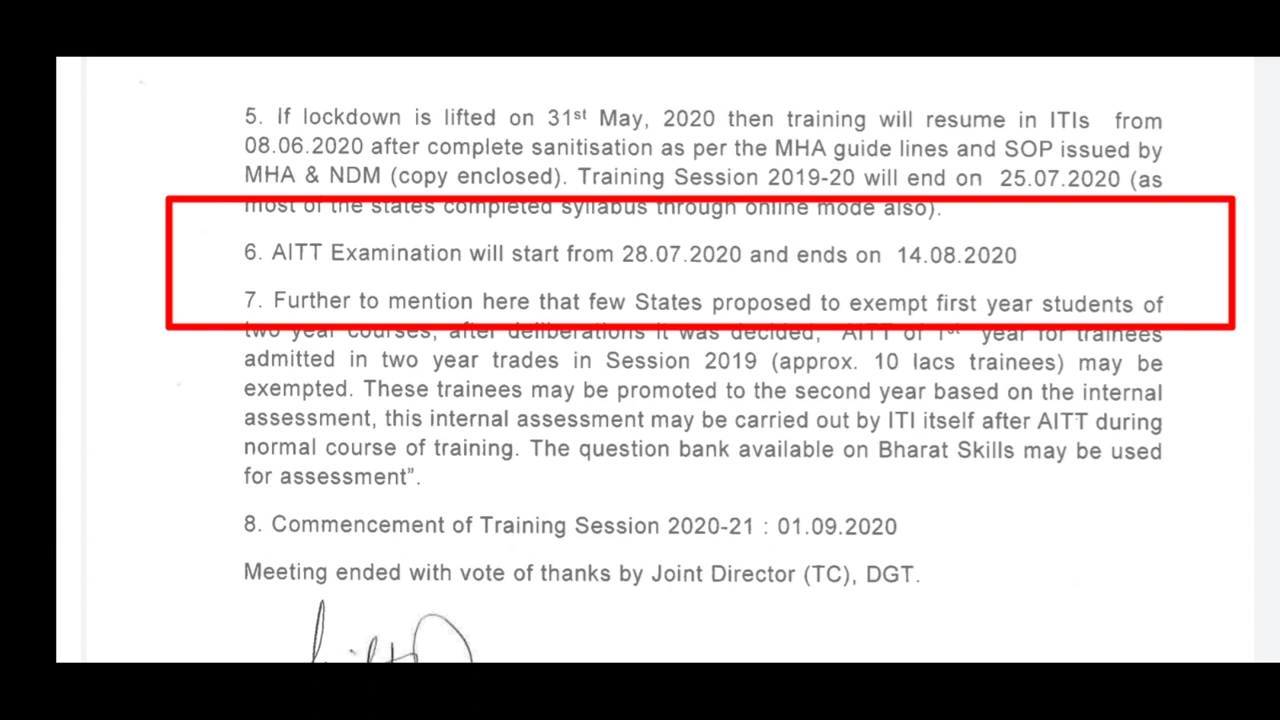 5. If lockdown is lifted on 31st May, 2020 then training will resume in ITIs from
08.06.2020 after complete sanitisation as per the MHA guide lines and SOP issued by
MHA & NDM (copy enclosed). Training Session 2019-20 will end on 25.07.2020 (as
most of the states completed syllabus through online mode also).
6. AITT Examination will start from 28.07.2020 and ends on 14.08.2020
7. Further to mention here that few States proposed to exempt first year students of
two year courses, after deliberations it was decided, "AITT of 1st year for trainees
admitted in two year trades in Session 2019 (approx. 10 lacs trainees) may be
exempted. These trainees may be promoted to the second year based on the internal
assessment, this internal assessment may be carried out by ITI itself after AITT during
normal course of training. The question bank available on Bharat Skills may be used
for assessment”.
8. Commencement of Training Session 2020-21 : 01.09.2020
Meeting ended with vote of thanks by Joint Director (TC), DGT.